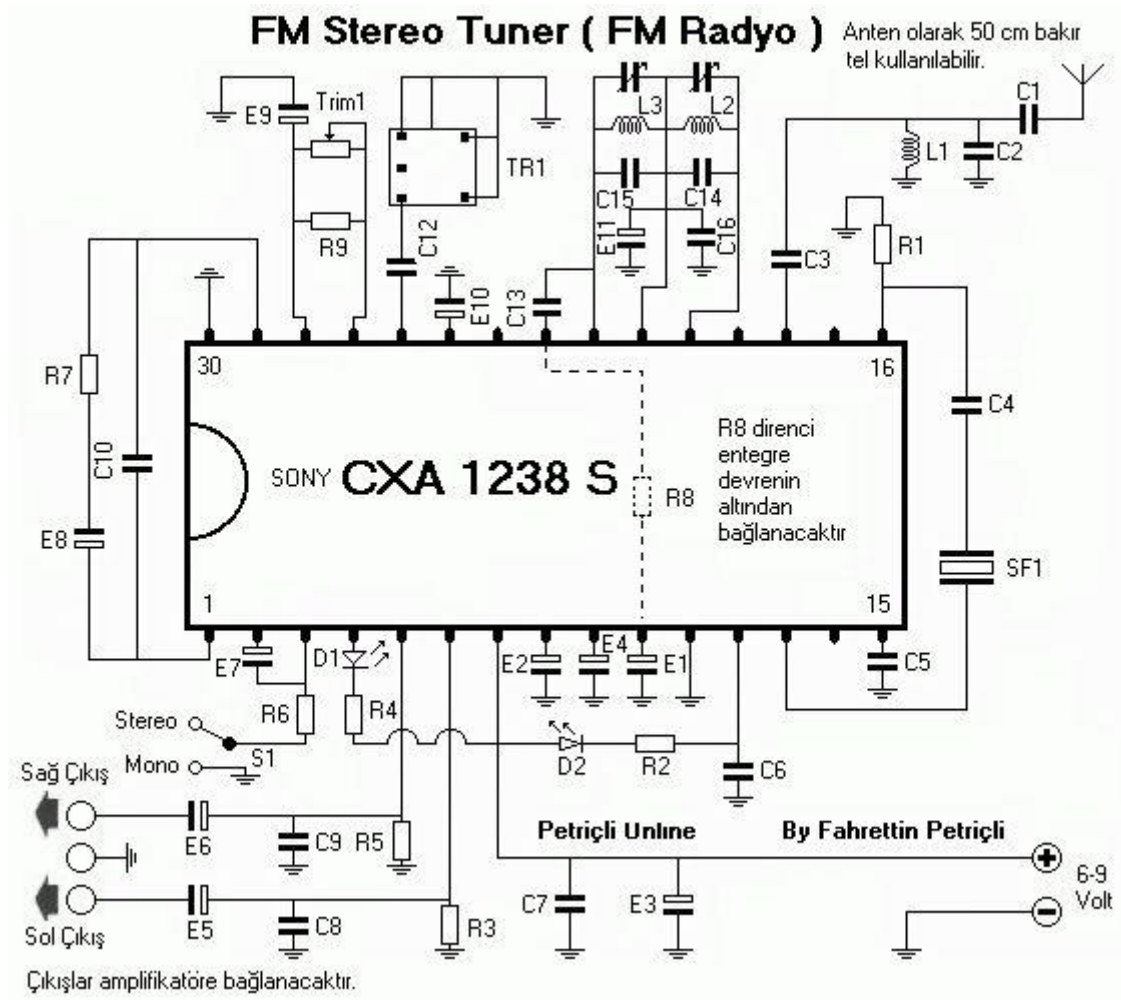 FM Stereo Tuner ( FM Radyo )
Anten olarak 50 cm bakır
tel kullanılabilir.
E9
Trim1
TR1
L3
L2
C1
L1
C2
C15
C14
R9
C12
E11
C16
C3
R1
E10
C13
30
16
R7
C4
C10
SONY
CXA 1238 S
R8
R8 direnci
entegre
devrenin
altından
bağlanacaktır
E8
SF1
1
15
E7
D1
E2
E4
E1
C5
R6
R4
Stereo
S1
Mono
D2
R2
C6
Sağ Çıkış
E6
C9
R5
Petriçli Unlıne
By Fahrettin Petriçli
6-9
Volt
C7
E3
E5
C8
R3
Sol Çıkış
Çıkışlar amplifikatöre bağlanacaktır.